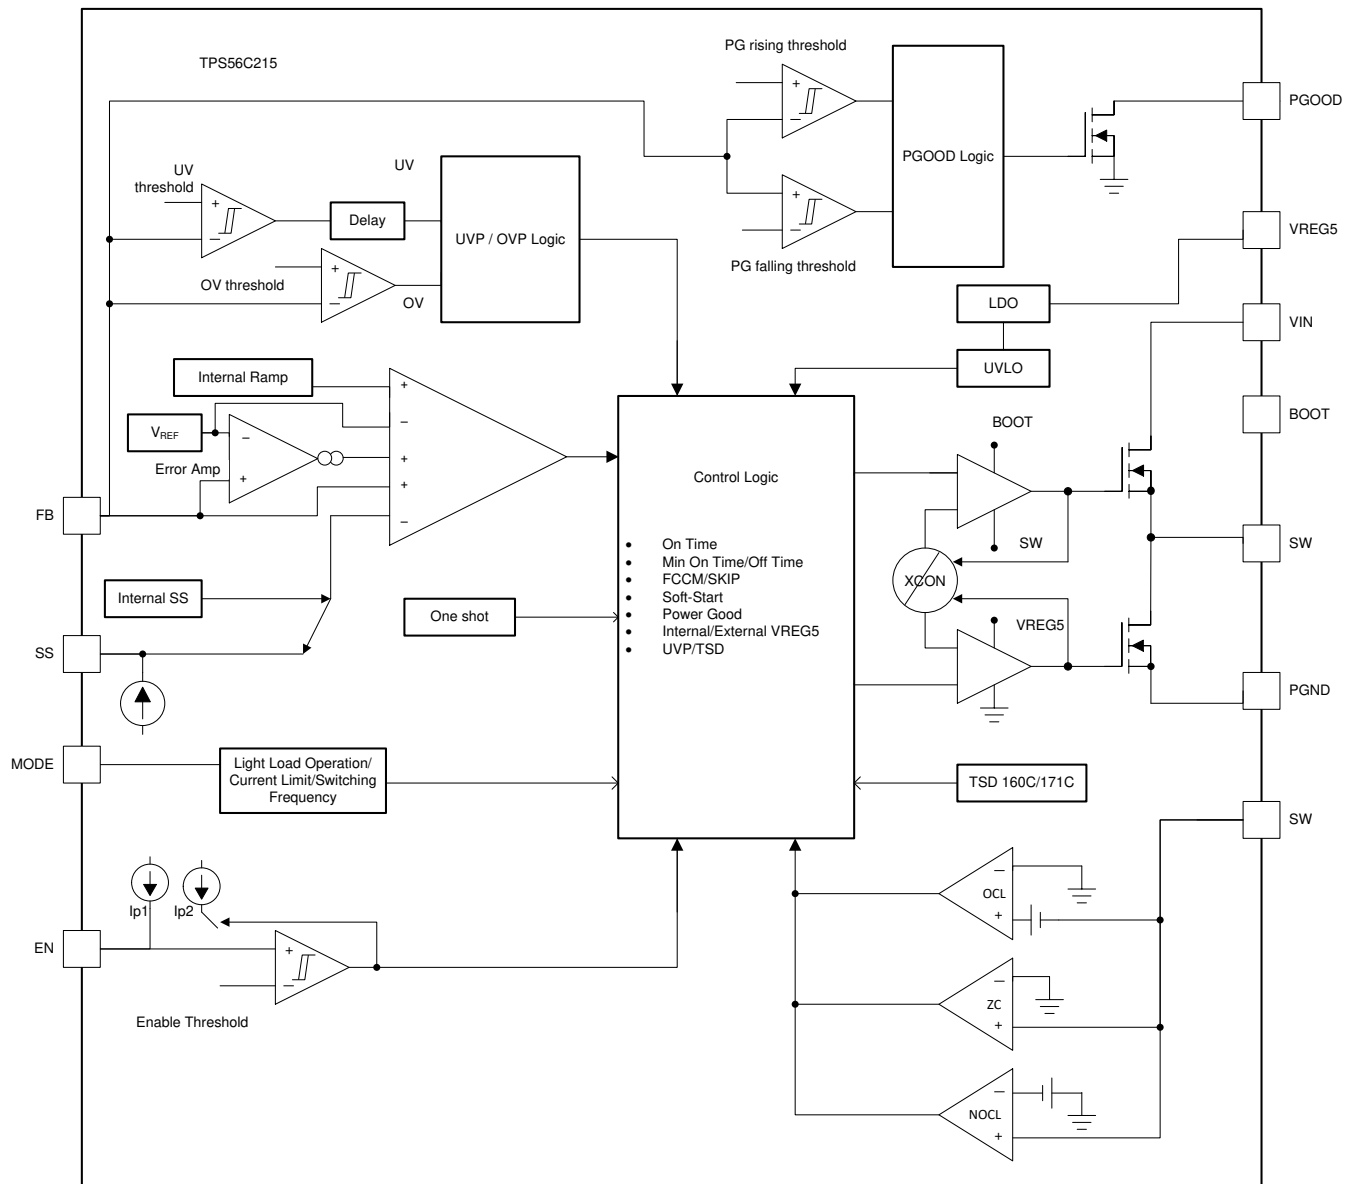 TPS56C215
PG rising threshold
+
−
PGOOD Logic
PGOOD
UV
threshold
+
−
Delay
UV
UVP / OVP Logic
+
−
PG falling threshold
VREG5
OV threshold
+
−
OV
LDO
VIN
UVLO
Internal Ramp
+
−
+
+
−
VREF
−
+
Error Amp
BOOT
BOOT
Control Logic
FB
• On Time
• Min On Time/Off Time
• FCCM/SKIP
• Soft-Start
• Power Good
• Internal/External VREG5
• UVP/TSD
SW
SW
XCON
Internal SS
One shot
VREG5
SS
PGND
MODE
Light Load Operation/
Current Limit/Switching
Frequency
TSD 160C/171C
SW
Ip1
Ip2
EN
+
−
Enable Threshold
−
OCL
+
−
ZC
+
−
NOCL
+